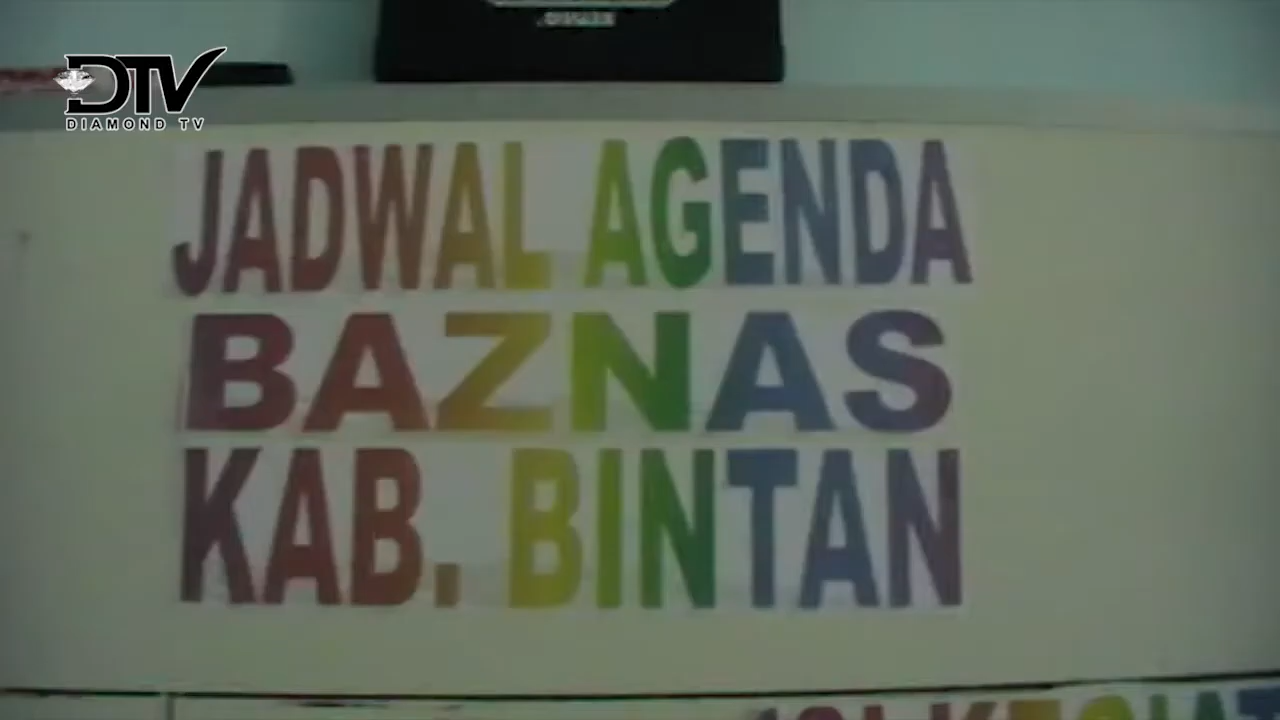 DTV
DIAMOND TV
JADWAL AGENDA
BAZNAS
KAB. BINTAN